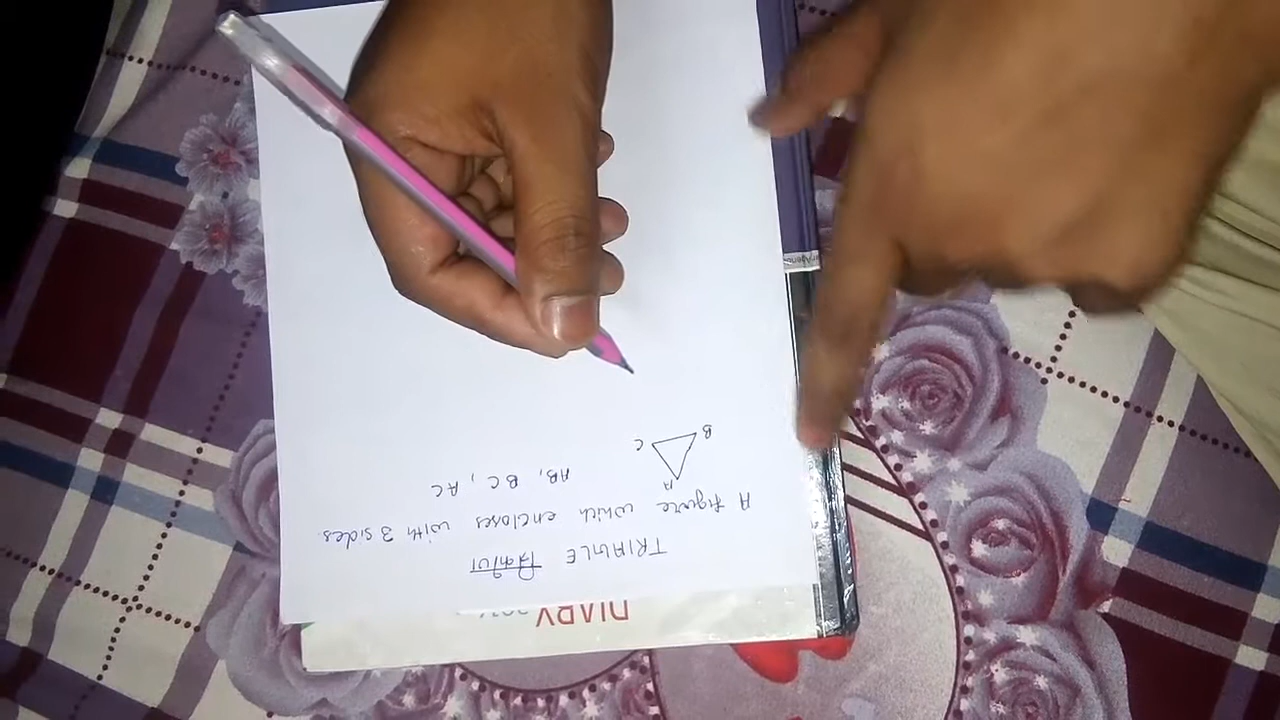 DIARY
TRIANGLE त्रिभुज
A figure which encloses with 3 sides.
AB, BC, AC
A
B
C